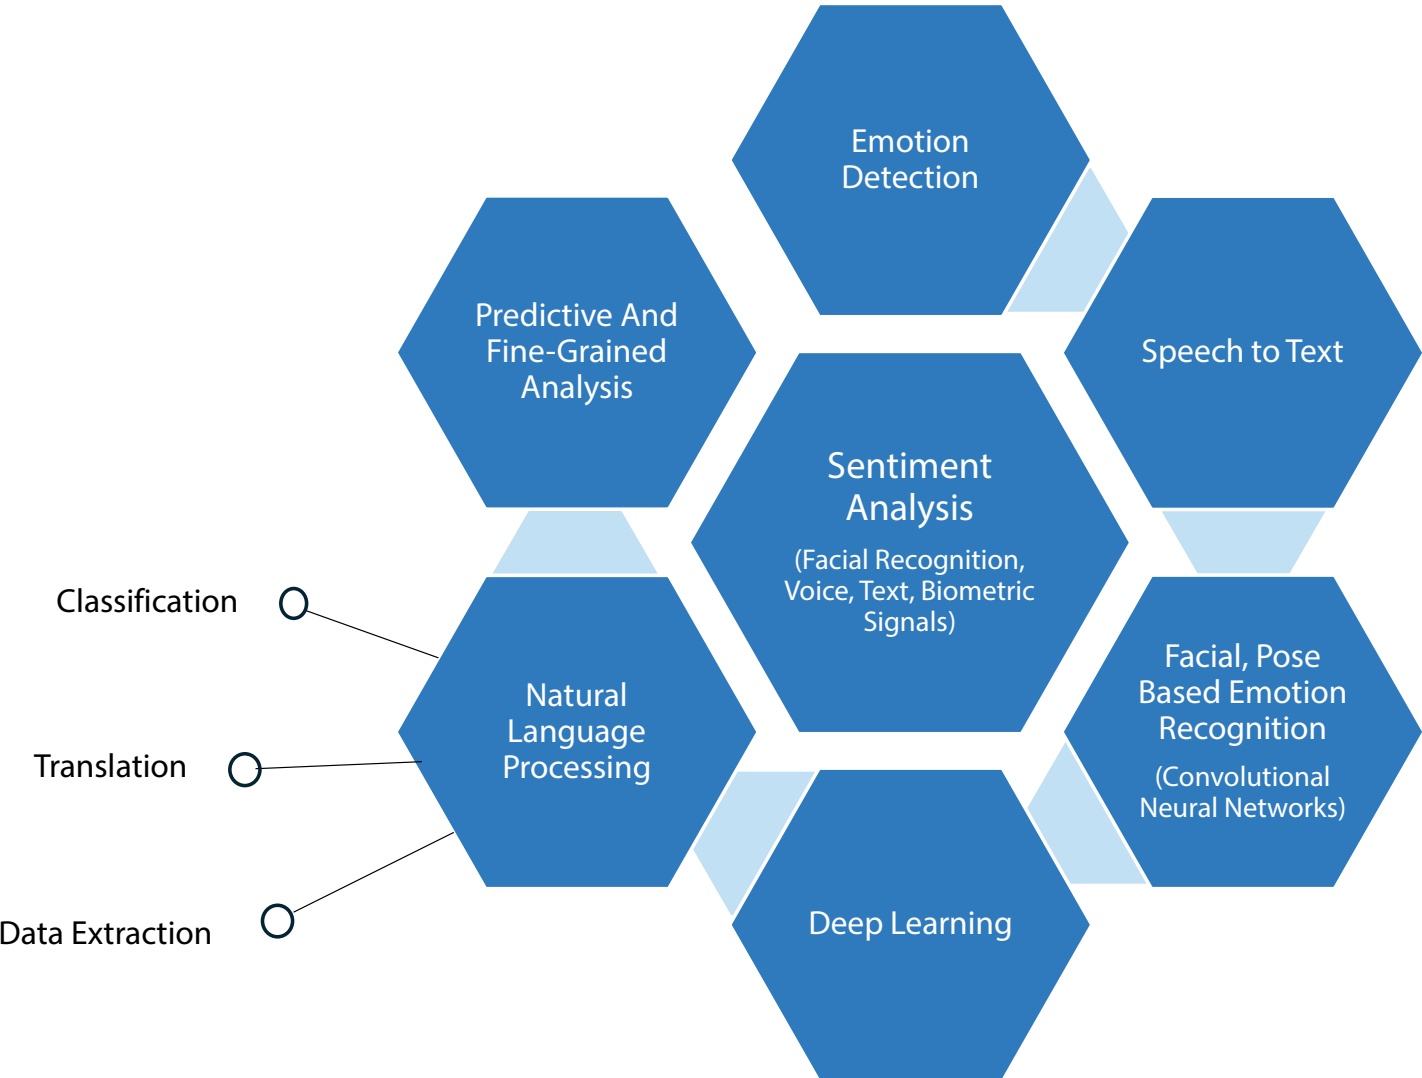 Emotion
Detection
Predictive And
Fine-Grained
Analysis
Speech to Text
Sentiment
Analysis
(Facial Recognition,
Voice, Text, Biometric
Signals)
Classification
Translation
Data Extraction
Natural
Language
Processing
Facial, Pose
Based Emotion
Recognition
(Convolutional
Neural Networks)
Deep Learning